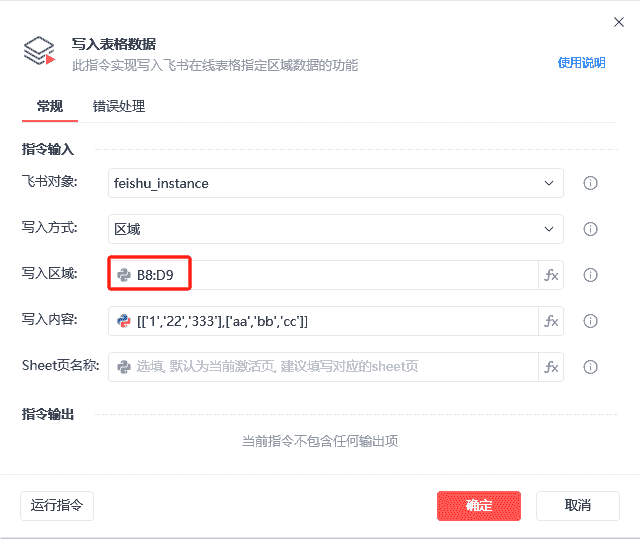 写入表格数据
此指令实现写入飞书在线表格指定区域数据的功能
使用说明
常规 错误处理
指令输入
飞书对象: feishu_instance
写入方式: 区域
写入区域: B8:D9 fx
写入内容: [['1','22','333'],['aa','bb','cc']] fx
Sheet页名称: 选填, 默认为当前激活页, 建议填写对应的sheet页 fx
指令输出
当前指令不包含任何输出项
运行指令 确定 取消